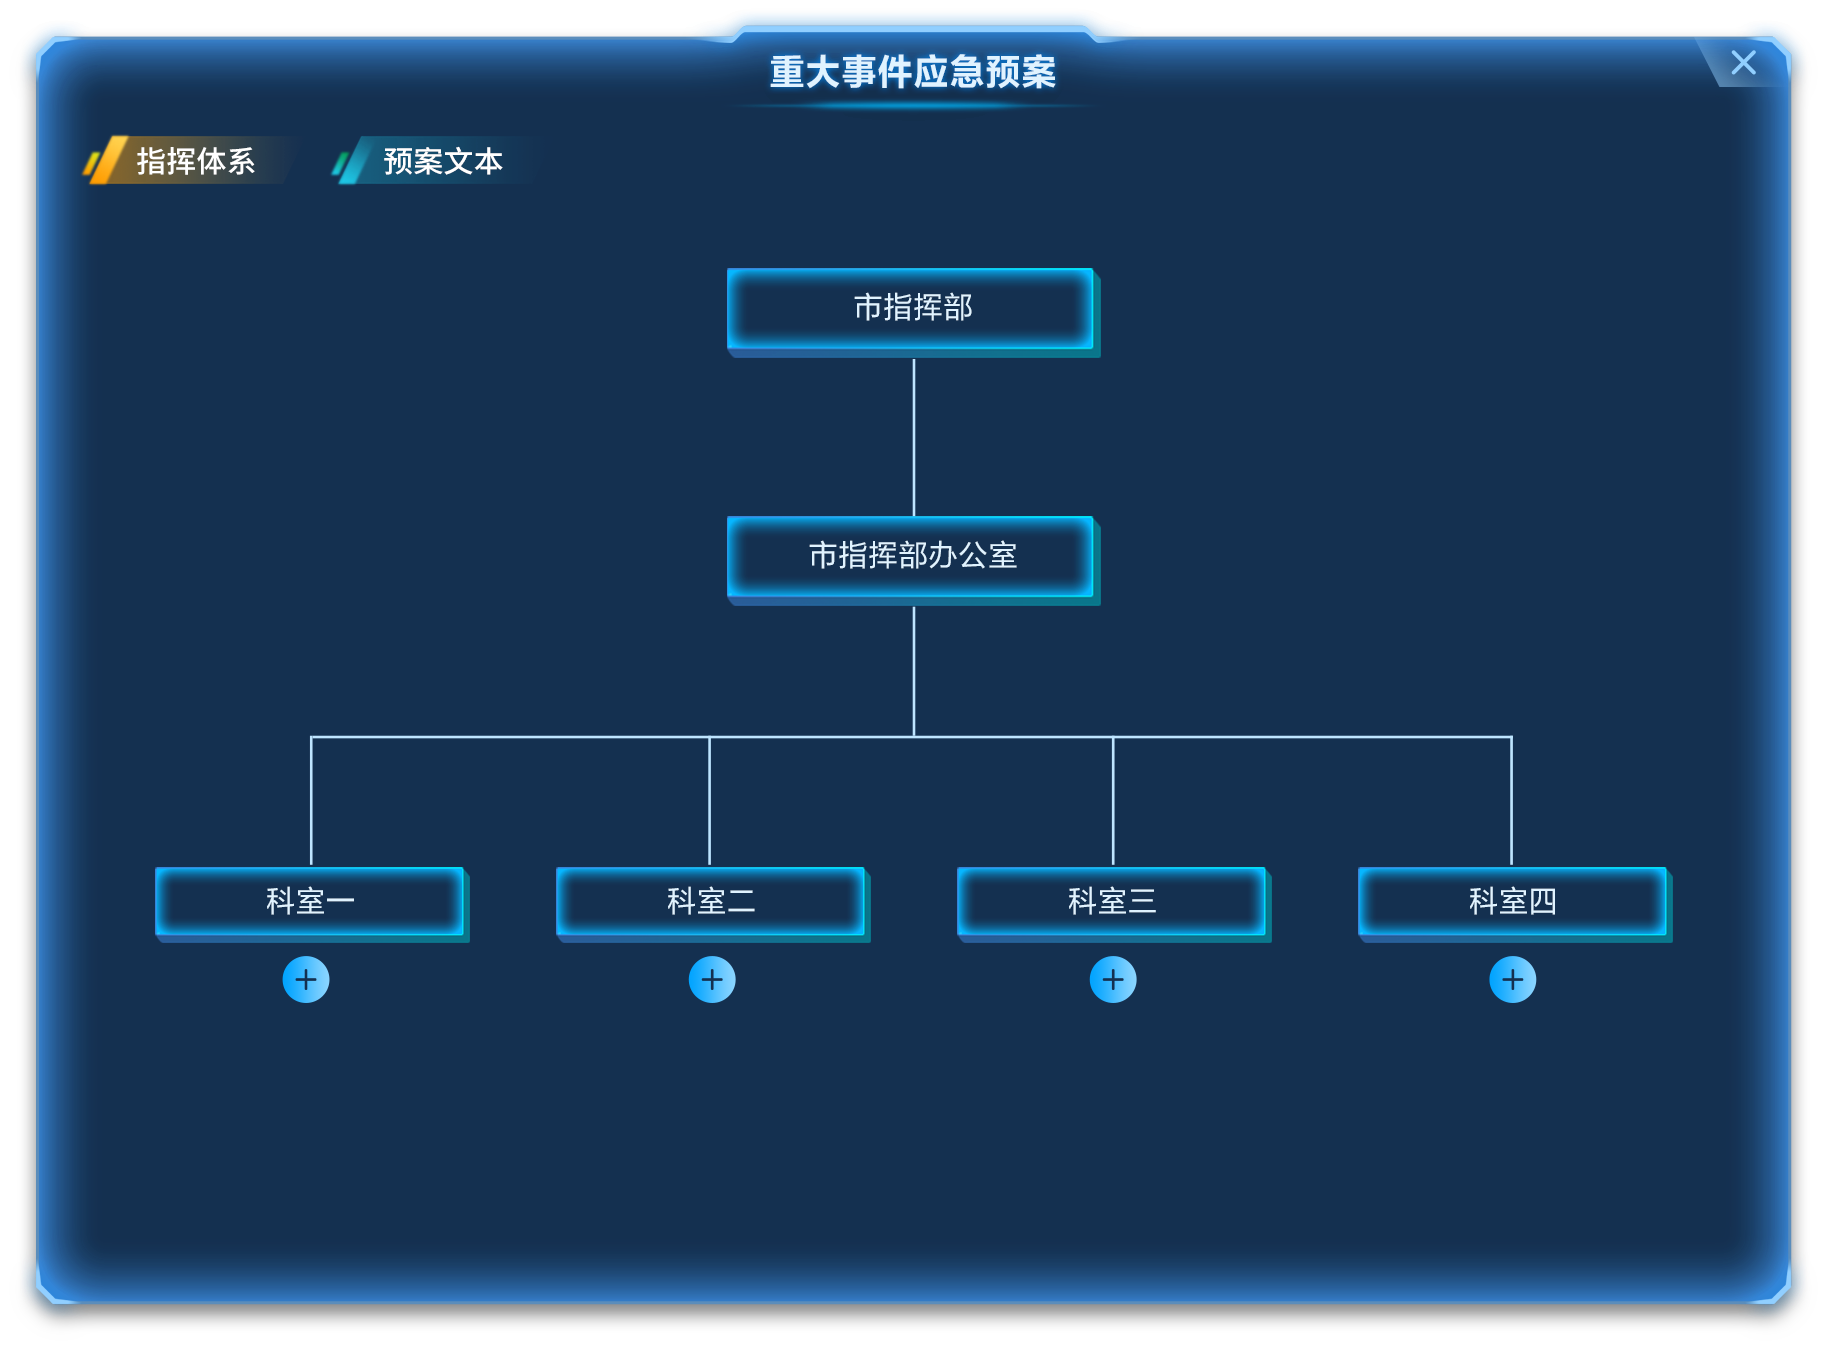 重大事件应急预案
指挥体系
预案文本
市指挥部
市指挥部办公室
科室一
科室二
科室三
科室四